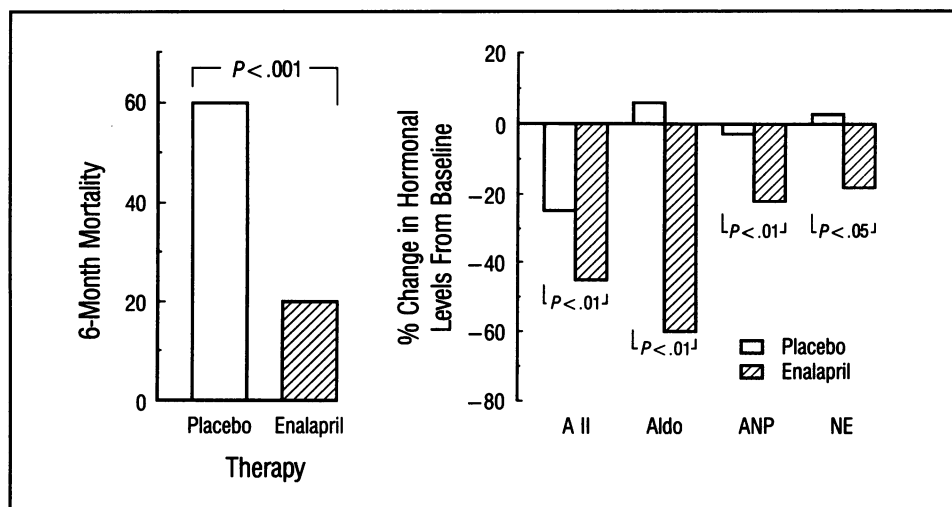 P<.001
60
40
20
0
6-Month Mortality
Placebo Enalapril
Therapy
20
0
−20
−40
−60
−80
% Change in Hormonal
Levels From Baseline
P<.01
P<.01
P<.01
P<.05
Placebo
Enalapril
A II Aldo ANP NE